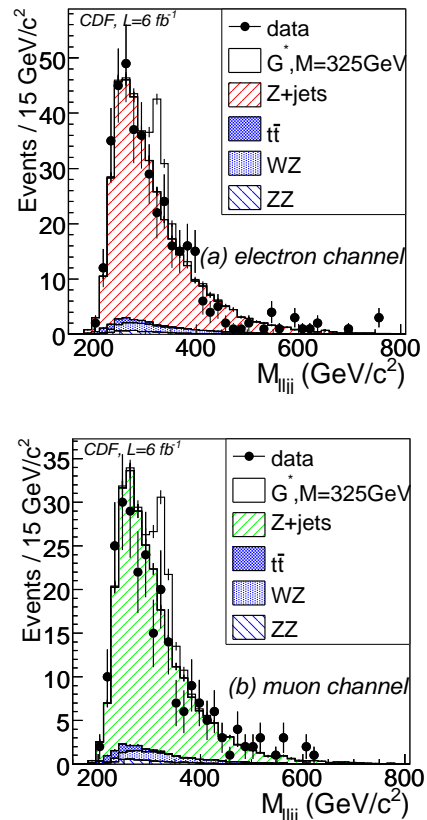 CDF, L=6 fb⁻¹
data
G*,M=325GeV
Z+jets
tt̄
WZ
ZZ
(a) electron channel
Events / 15 GeV/c²
50
40
30
20
10
0
200 400 600 800
M_lljj (GeV/c²)
CDF, L=6 fb⁻¹
data
G*,M=325GeV
Z+jets
tt̄
WZ
ZZ
(b) muon channel
Events / 15 GeV/c²
35
30
25
20
15
10
5
0
200 400 600 800
M_lljj (GeV/c²)